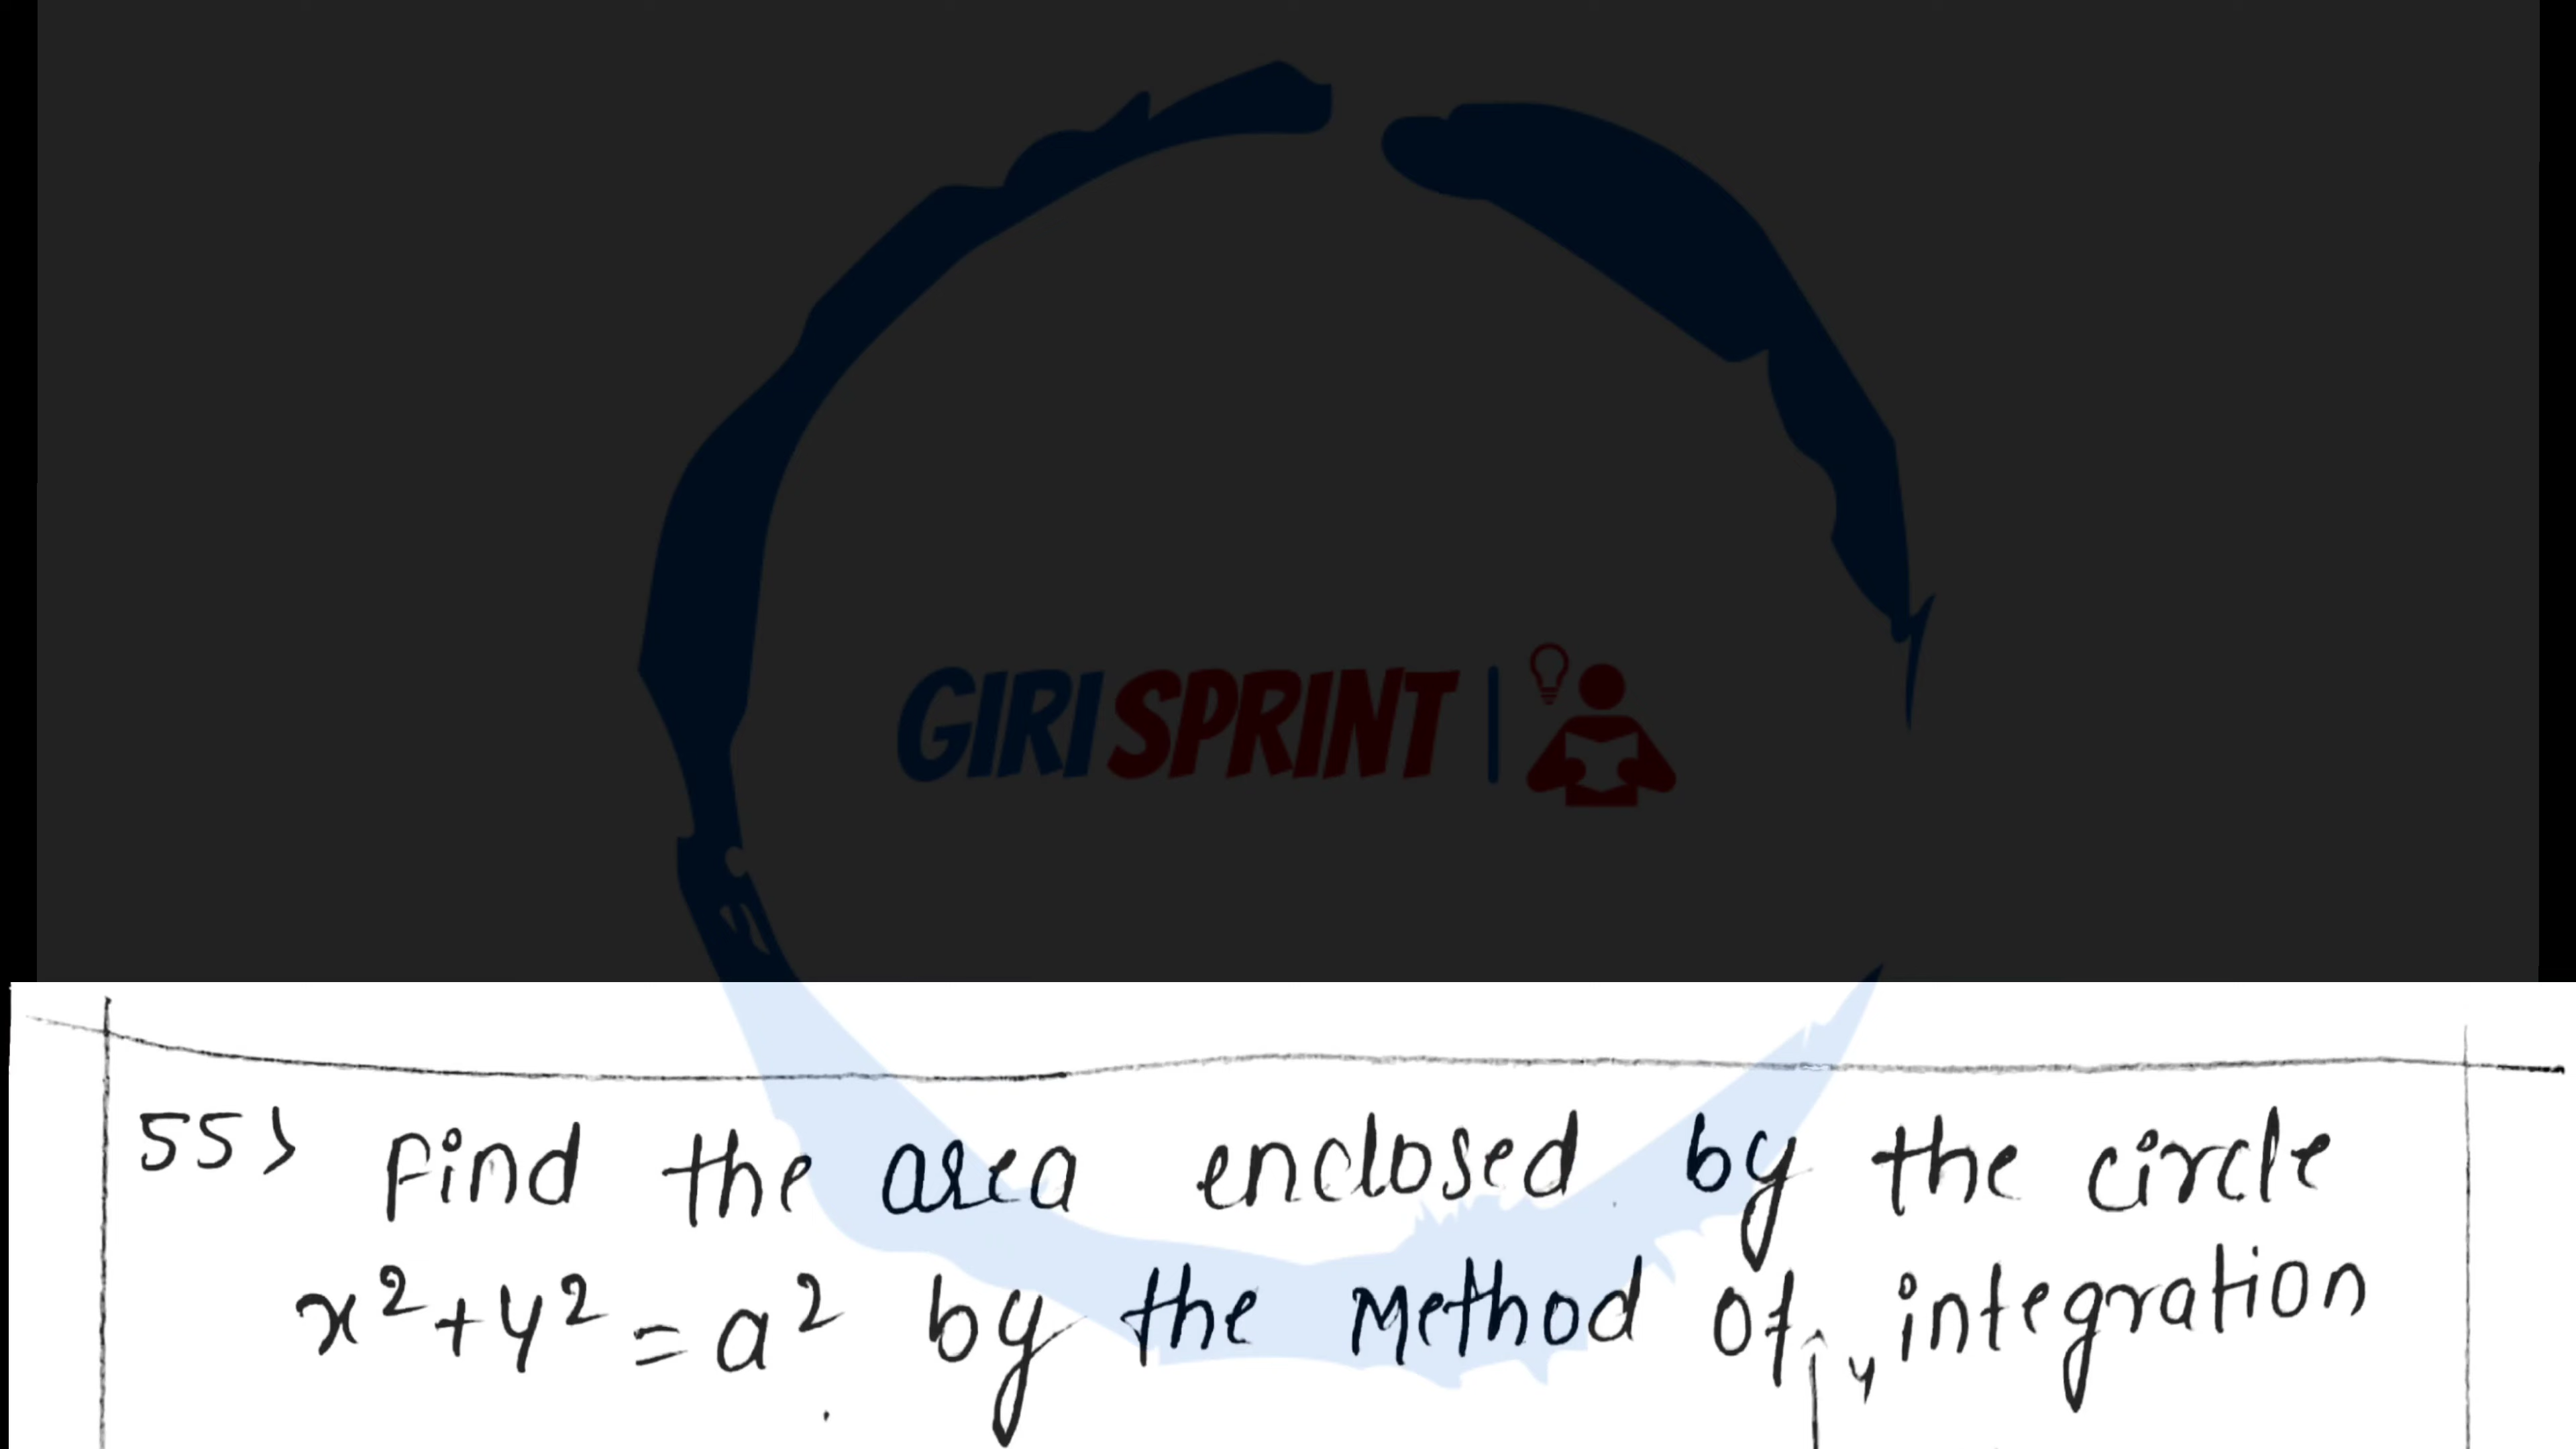 GIRI SPRINT
55> Find the area enclosed by the circle
x² + y² = a² by the Method of integration
y